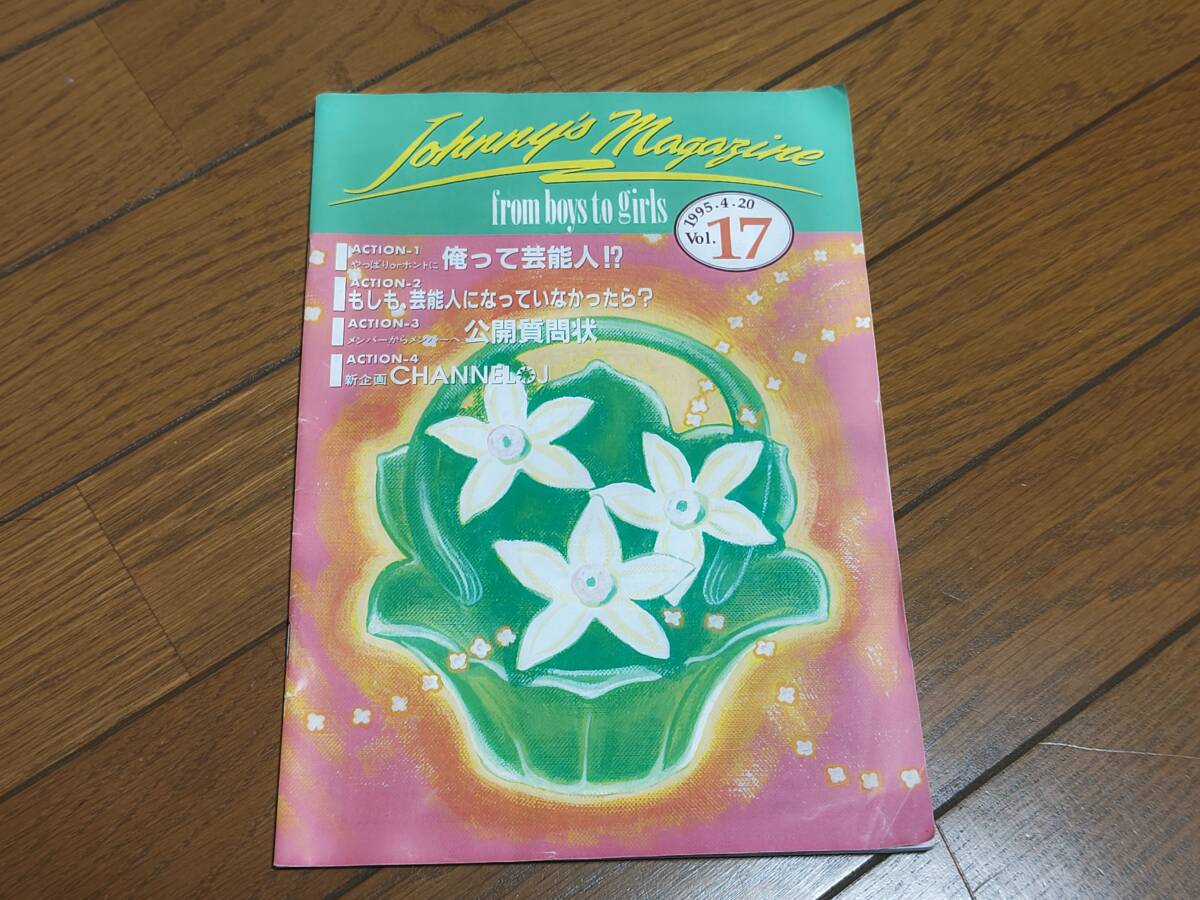 Johnny's Magazine
from boys to girls
1995.4.20
Vol. 17
ACTION-1
やっぱりorホントに 俺って芸能人!?
ACTION-2
もしも、芸能人になっていなかったら?
ACTION-3
メンバーからメンバーへ 公開質問状
ACTION-4
新企画 CHANNEL J